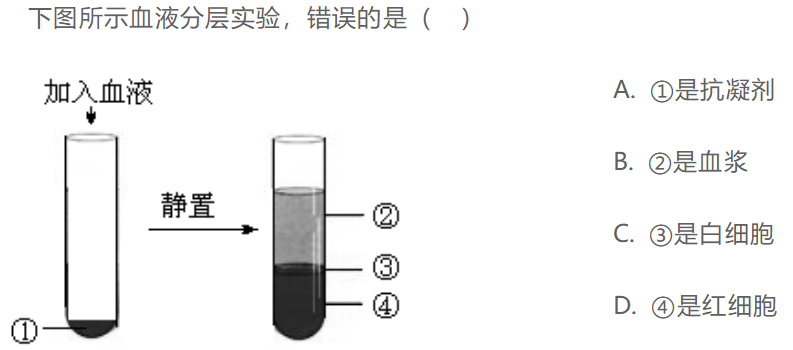 下图所示血液分层实验，错误的是（ ）
加入血液
静置
①
②
③
④
A. ①是抗凝剂
B. ②是血浆
C. ③是白细胞
D. ④是红细胞